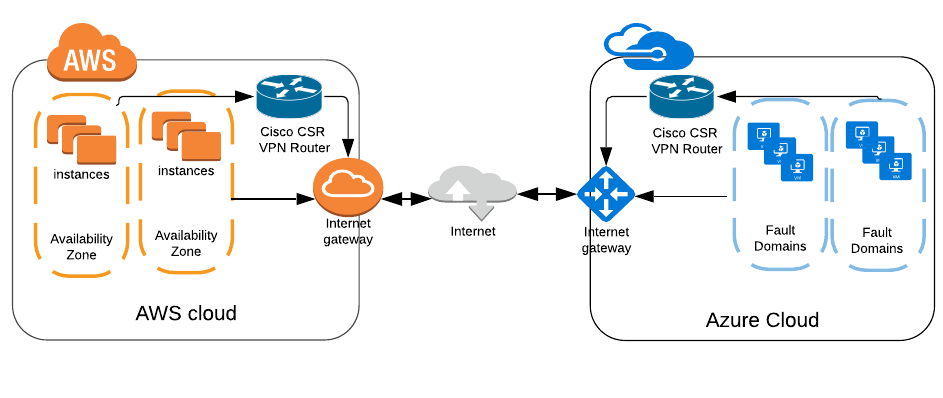 AWS
Cisco CSR
VPN Router
instances
instances
Availability
Zone
Availability
Zone
Internet
gateway
AWS cloud
Internet
Cisco CSR
VPN Router
Internet
gateway
VM
Fault
Domains
Fault
Domains
Azure Cloud